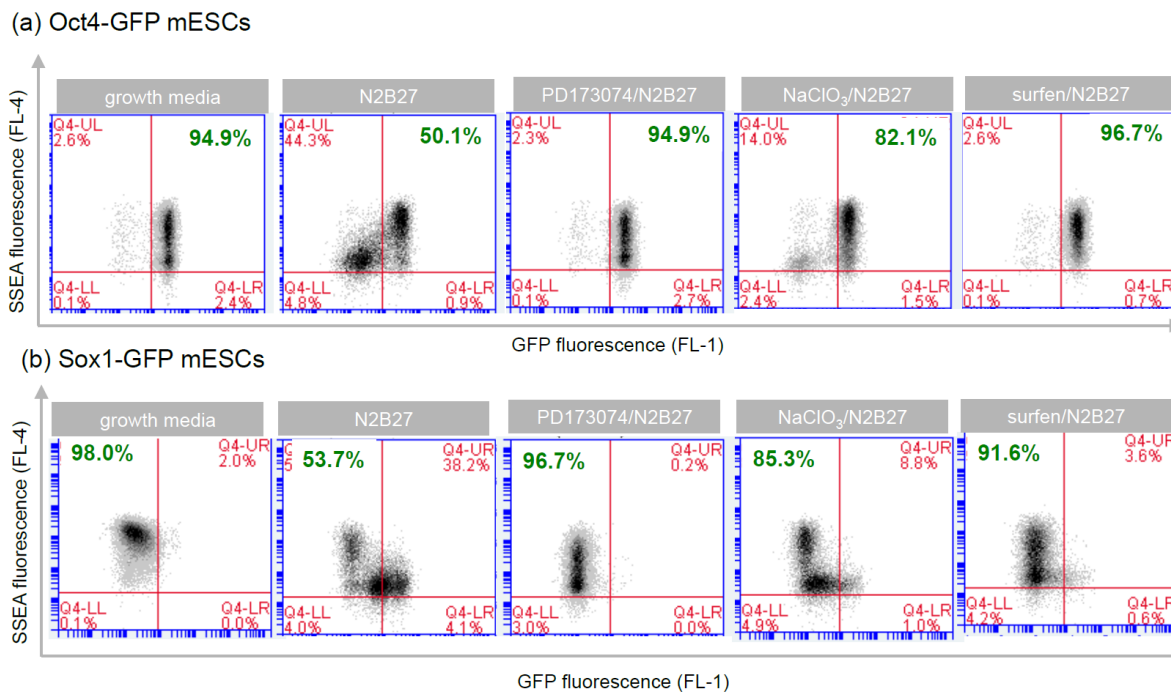 (a) Oct4-GFP mESCs
growth media
N2B27
PD173074/N2B27
NaClO₃/N2B27
surfen/N2B27
SSEA fluorescence (FL-4)
Q4-UL
2.6%
94.9%
Q4-LL
0.1%
Q4-LR
2.4%
Q4-UL
44.3%
50.1%
Q4-LL
4.8%
Q4-LR
0.9%
Q4-UL
2.3%
94.9%
Q4-LL
0.1%
Q4-LR
2.7%
Q4-UL
14.0%
82.1%
Q4-LL
2.4%
Q4-LR
1.5%
Q4-UL
2.6%
96.7%
Q4-LL
0.1%
Q4-LR
0.7%
GFP fluorescence (FL-1)
(b) Sox1-GFP mESCs
growth media
N2B27
PD173074/N2B27
NaClO₃/N2B27
surfen/N2B27
SSEA fluorescence (FL-4)
98.0%
Q4-UR
2.0%
Q4-LL
0.1%
Q4-LR
0.0%
53.7%
Q4-UR
38.2%
Q4-LL
4.0%
Q4-LR
4.1%
96.7%
Q4-UR
0.2%
Q4-LL
3.0%
Q4-LR
0.0%
85.3%
Q4-UR
8.8%
Q4-LL
4.9%
Q4-LR
1.0%
91.6%
Q4-UR
3.6%
Q4-LL
4.2%
Q4-LR
0.6%
GFP fluorescence (FL-1)